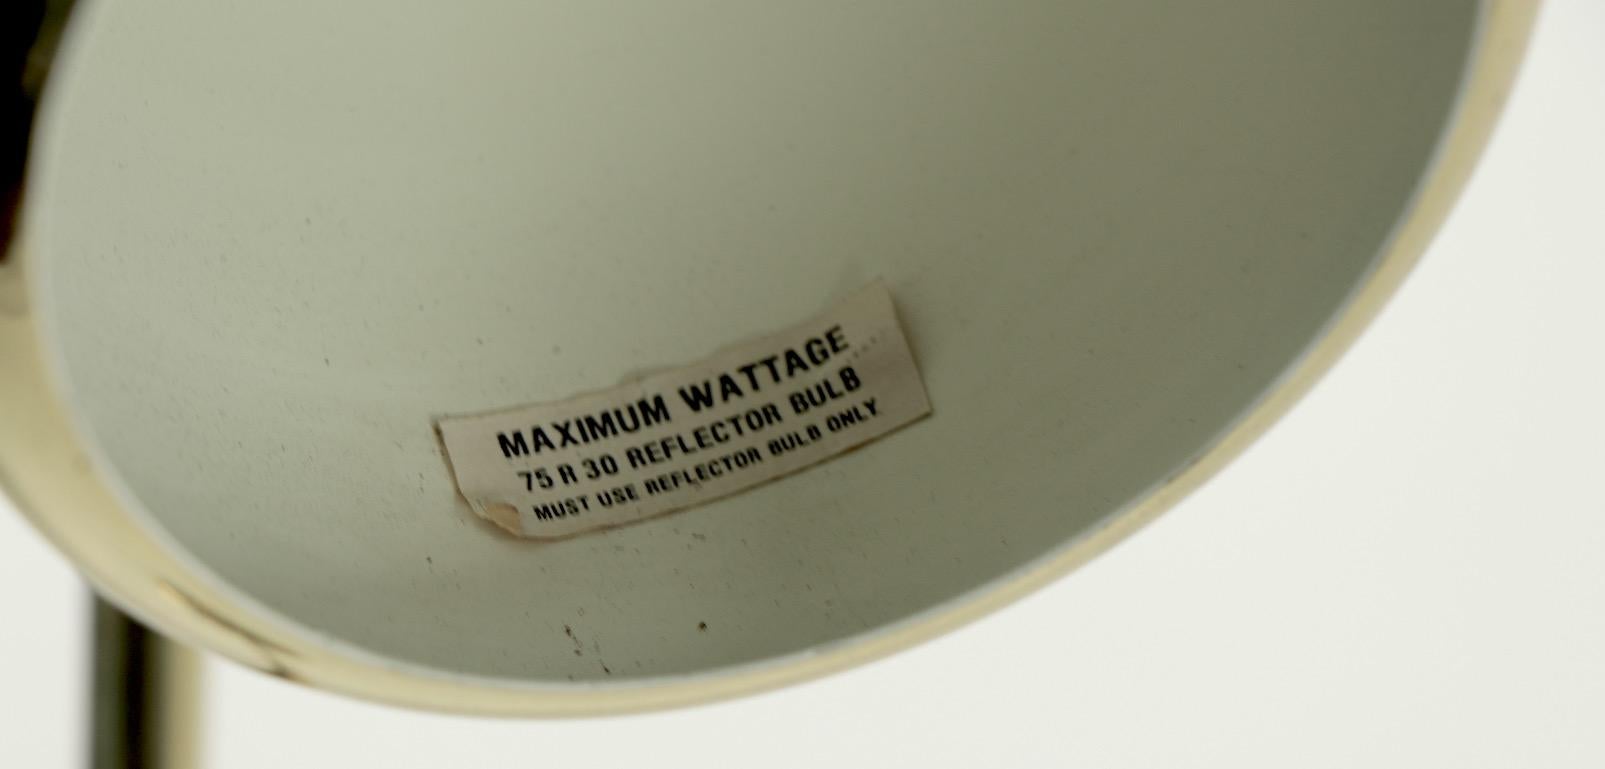 MAXIMUM WATTAGE
75 R 30 REFLECTOR BULB
MUST USE REFLECTOR BULB ONLY